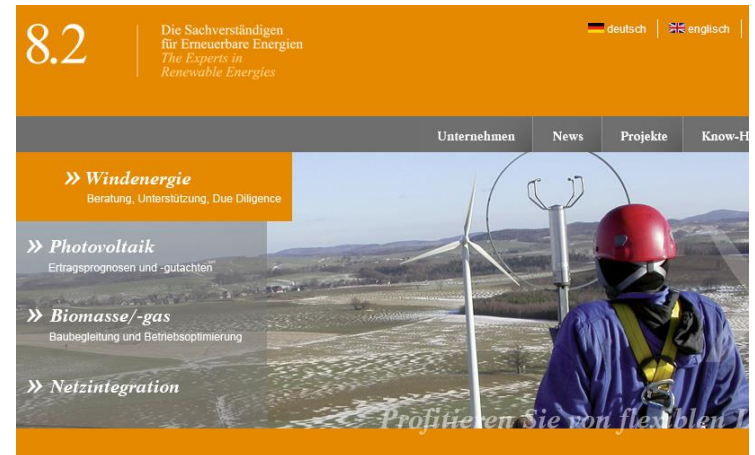 8.2
Die Sachverständigen
für Erneuerbare Energien
The Experts in
Renewable Energies
deutsch
englisch
Unternehmen
News
Projekte
Know-H
» Windenergie
Beratung, Unterstützung, Due Diligence
» Photovoltaik
Ertragsprognosen und -gutachten
» Biomasse/-gas
Baubegleitung und Betriebsoptimierung
» Netzintegration
Profitieren Sie von flexiblen